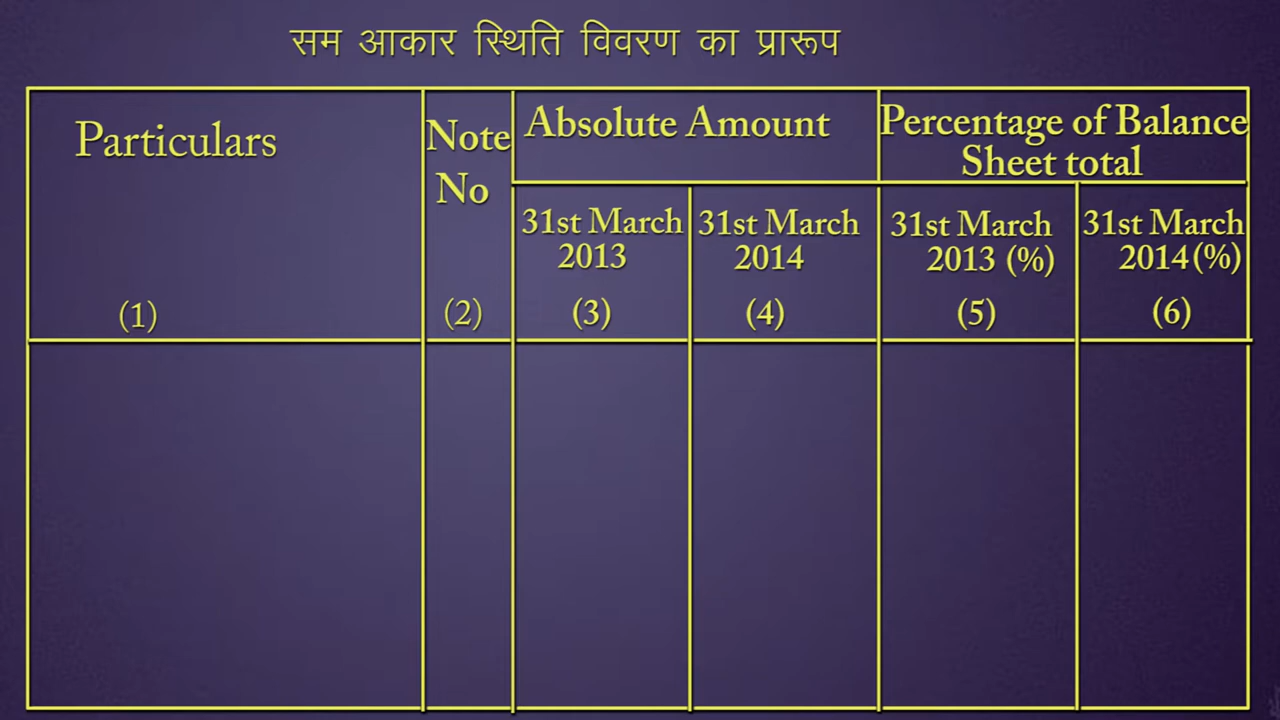 सम आकार स्थिति विवरण का प्रारूप
Particulars
Note
No
Absolute Amount
Percentage of Balance
Sheet total
31st March
2013
31st March
2014
31st March
2013 (%)
31st March
2014(%)
(1)
(2)
(3)
(4)
(5)
(6)